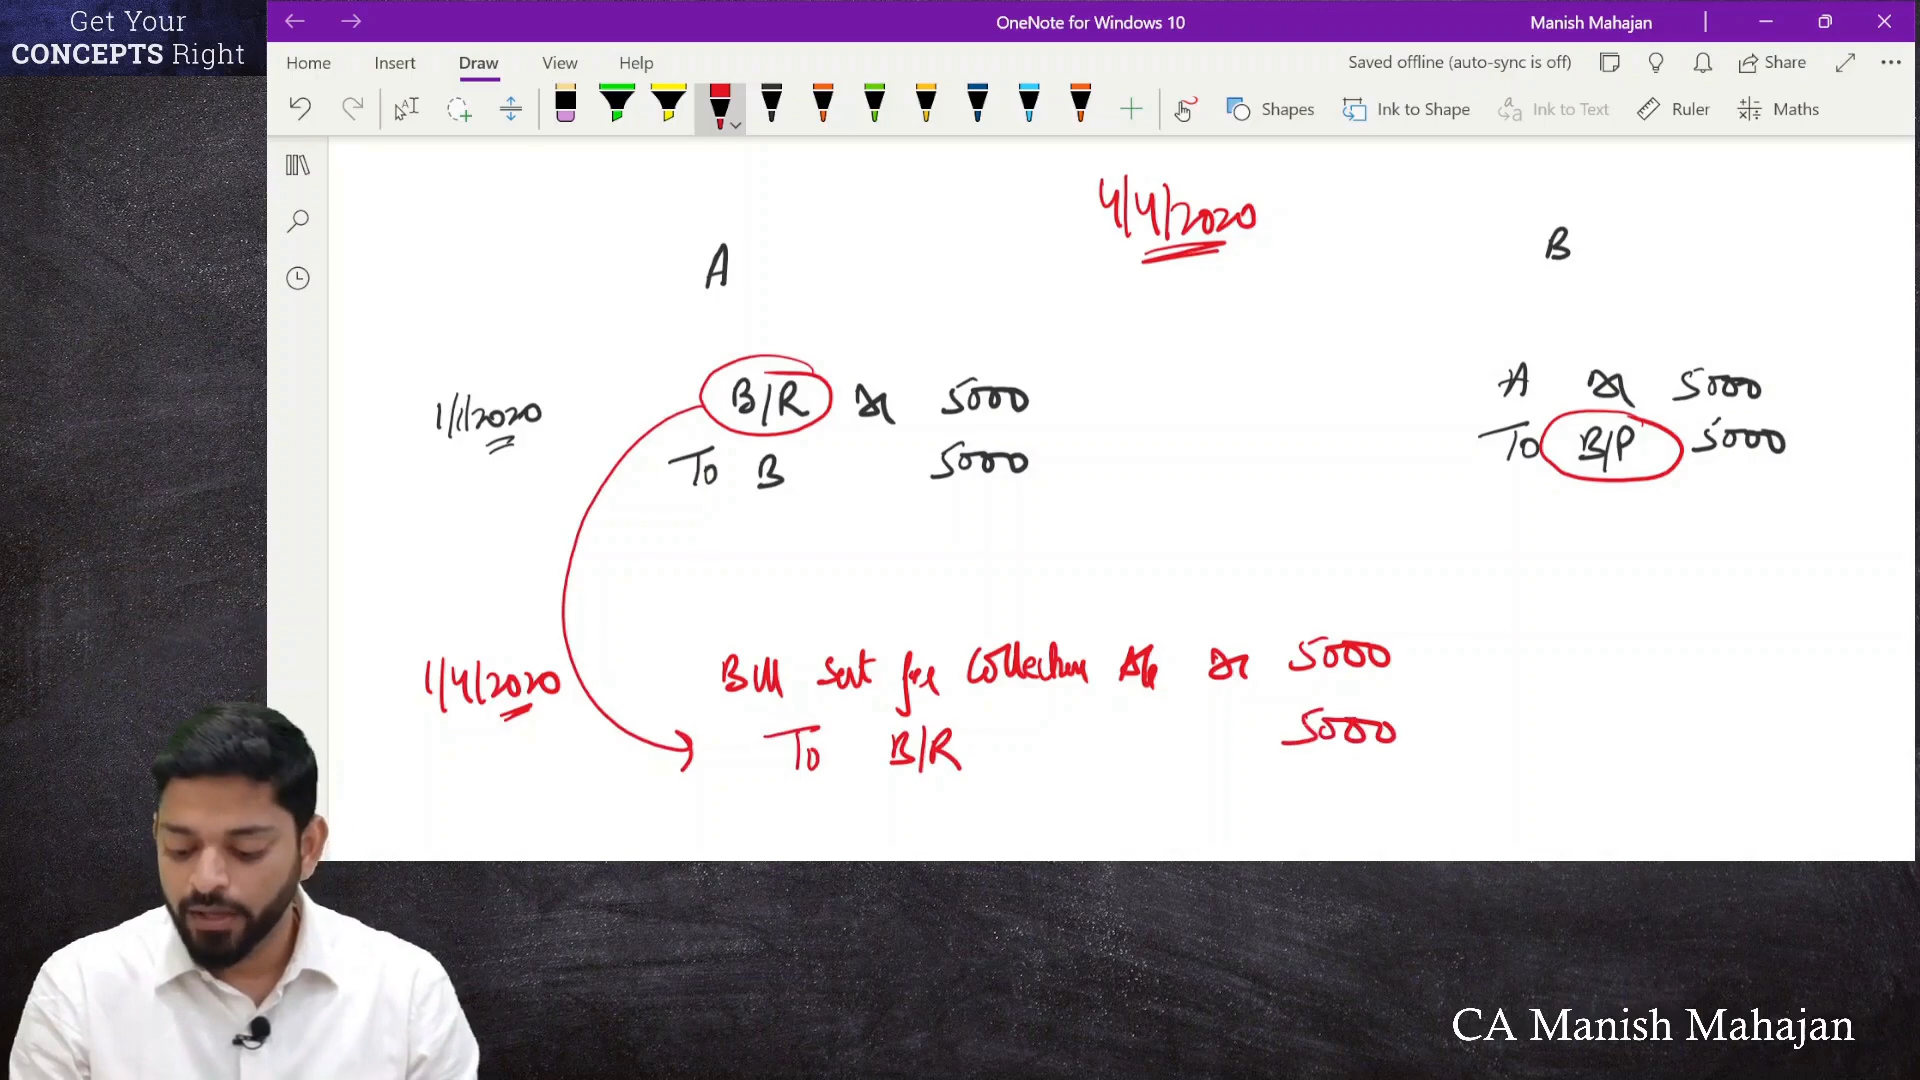 Get Your
CONCEPTS Right
OneNote for Windows 10
Manish Mahajan
Home Insert Draw View Help
Saved offline (auto-sync is off)
Share
Shapes
Ink to Shape
Ink to Text
Ruler
Maths
4/4/2020
A
B
1/1/2020
B/R Dr 5000
To B 5000
A Dr 5000
To B/P 5000
1/4/2020
Bill sent for Collection A/c Dr 5000
To B/R 5000
CA Manish Mahajan